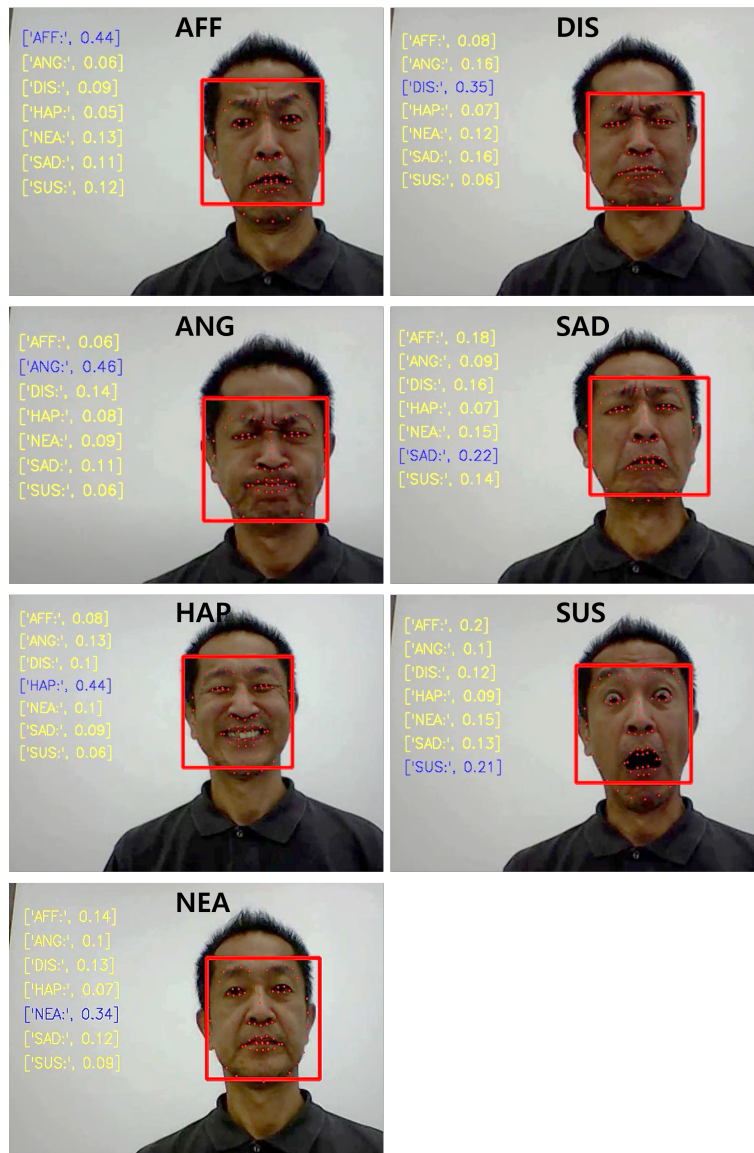 AFF
['AFF:', 0.44]
['ANG:', 0.06]
['DIS:', 0.09]
['HAP:', 0.05]
['NEA:', 0.13]
['SAD:', 0.11]
['SUS:', 0.12]
DIS
['AFF:', 0.08]
['ANG:', 0.16]
['DIS:', 0.35]
['HAP:', 0.07]
['NEA:', 0.12]
['SAD:', 0.16]
['SUS:', 0.06]
ANG
['AFF:', 0.06]
['ANG:', 0.46]
['DIS:', 0.14]
['HAP:', 0.08]
['NEA:', 0.09]
['SAD:', 0.11]
['SUS:', 0.06]
SAD
['AFF:', 0.18]
['ANG:', 0.09]
['DIS:', 0.16]
['HAP:', 0.07]
['NEA:', 0.15]
['SAD:', 0.22]
['SUS:', 0.14]
HAP
['AFF:', 0.08]
['ANG:', 0.13]
['DIS:', 0.1]
['HAP:', 0.44]
['NEA:', 0.1]
['SAD:', 0.09]
['SUS:', 0.06]
SUS
['AFF:', 0.2]
['ANG:', 0.1]
['DIS:', 0.12]
['HAP:', 0.09]
['NEA:', 0.15]
['SAD:', 0.13]
['SUS:', 0.21]
NEA
['AFF:', 0.14]
['ANG:', 0.1]
['DIS:', 0.13]
['HAP:', 0.07]
['NEA:', 0.34]
['SAD:', 0.12]
['SUS:', 0.09]